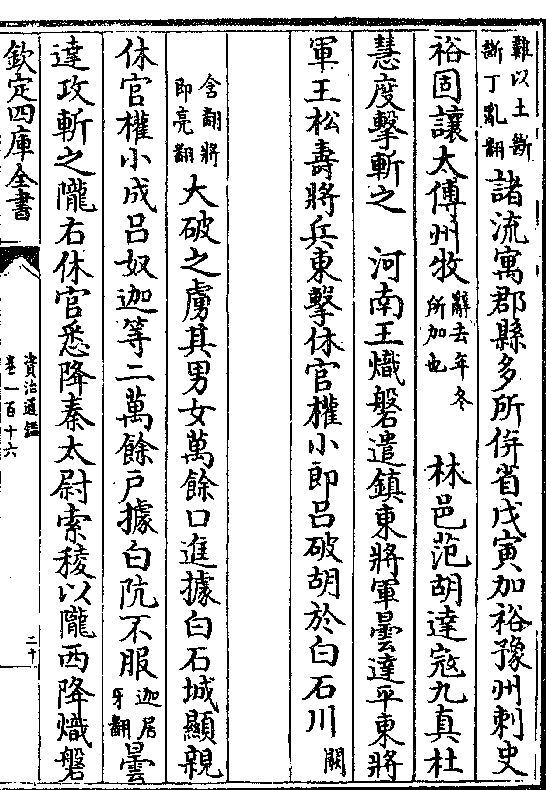 難以土斷
斷丁亂翻
諸流寓郡縣多所併省戊寅加裕豫州刺史
裕固讓太傅州牧
辭去年冬
所加也
林邑范胡達寇九真杜
慧度擊斬之 河南王熾磐遣鎮東將軍曇達平東將
軍王松壽將兵東擊休官權小郎呂破胡於白石川
闕
含翻將
即亮翻
大破之虜其男女萬餘口進據白石城顯親
休官權小成呂奴迦等二萬餘戸據白阬不服
迦居
牙翻
曇
達攻斬之隴右休官悉降秦太尉索稜以隴西降熾磐
欽定四庫全書
資治通鑑
卷一百十六
二十